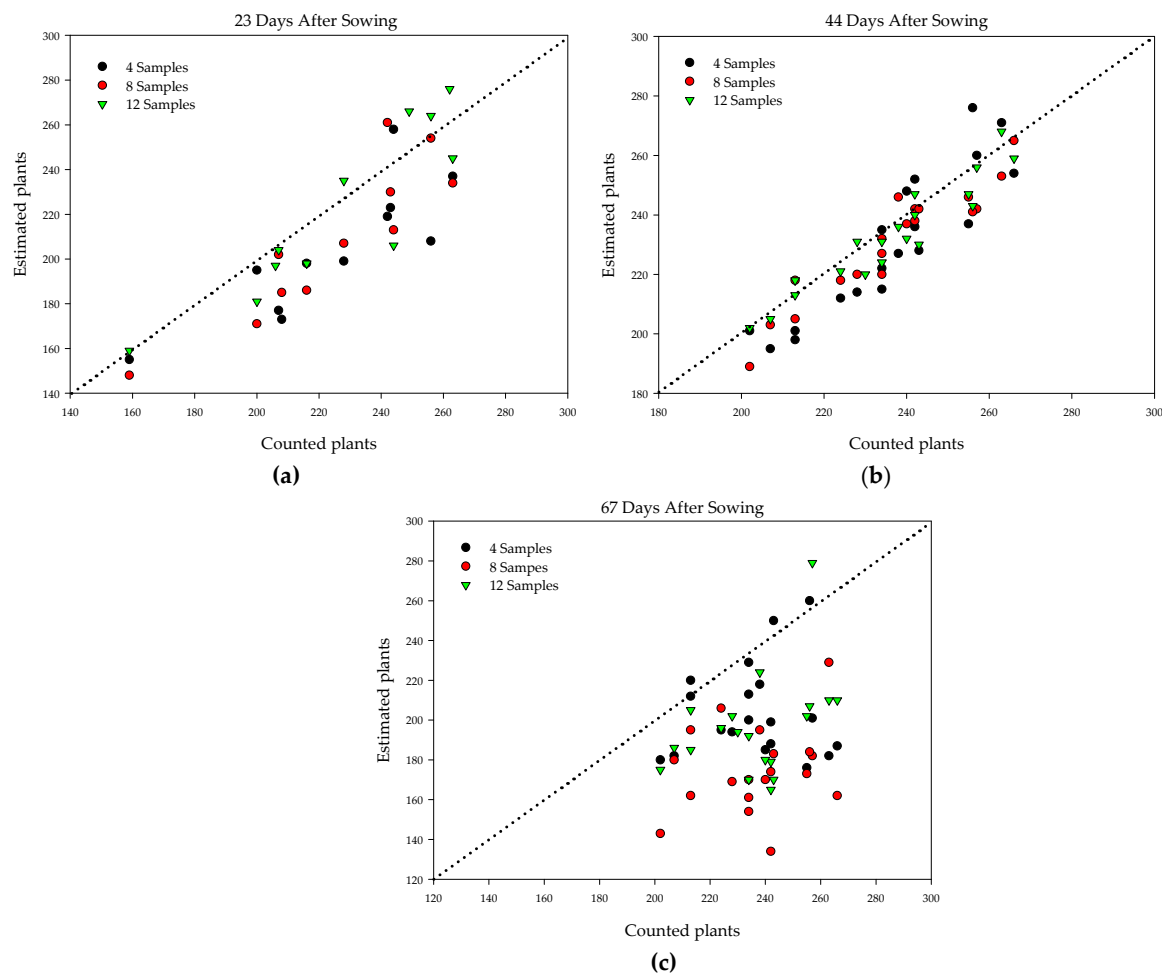 23 Days After Sowing
300
280
260
240
220
200
180
160
140
Estimated plants
4 Samples
8 Samples
12 Samples
140 160 180 200 220 240 260 280 300
Counted plants
(a)
44 Days After Sowing
300
280
260
240
220
200
180
Estimated plants
4 Samples
8 Samples
12 Samples
180 200 220 240 260 280 300
Counted plants
(b)
67 Days After Sowing
300
280
260
240
220
200
180
160
140
120
Estimated plants
4 Samples
8 Sampes
12 Samples
120 140 160 180 200 220 240 260 280 300
Counted plants
(c)